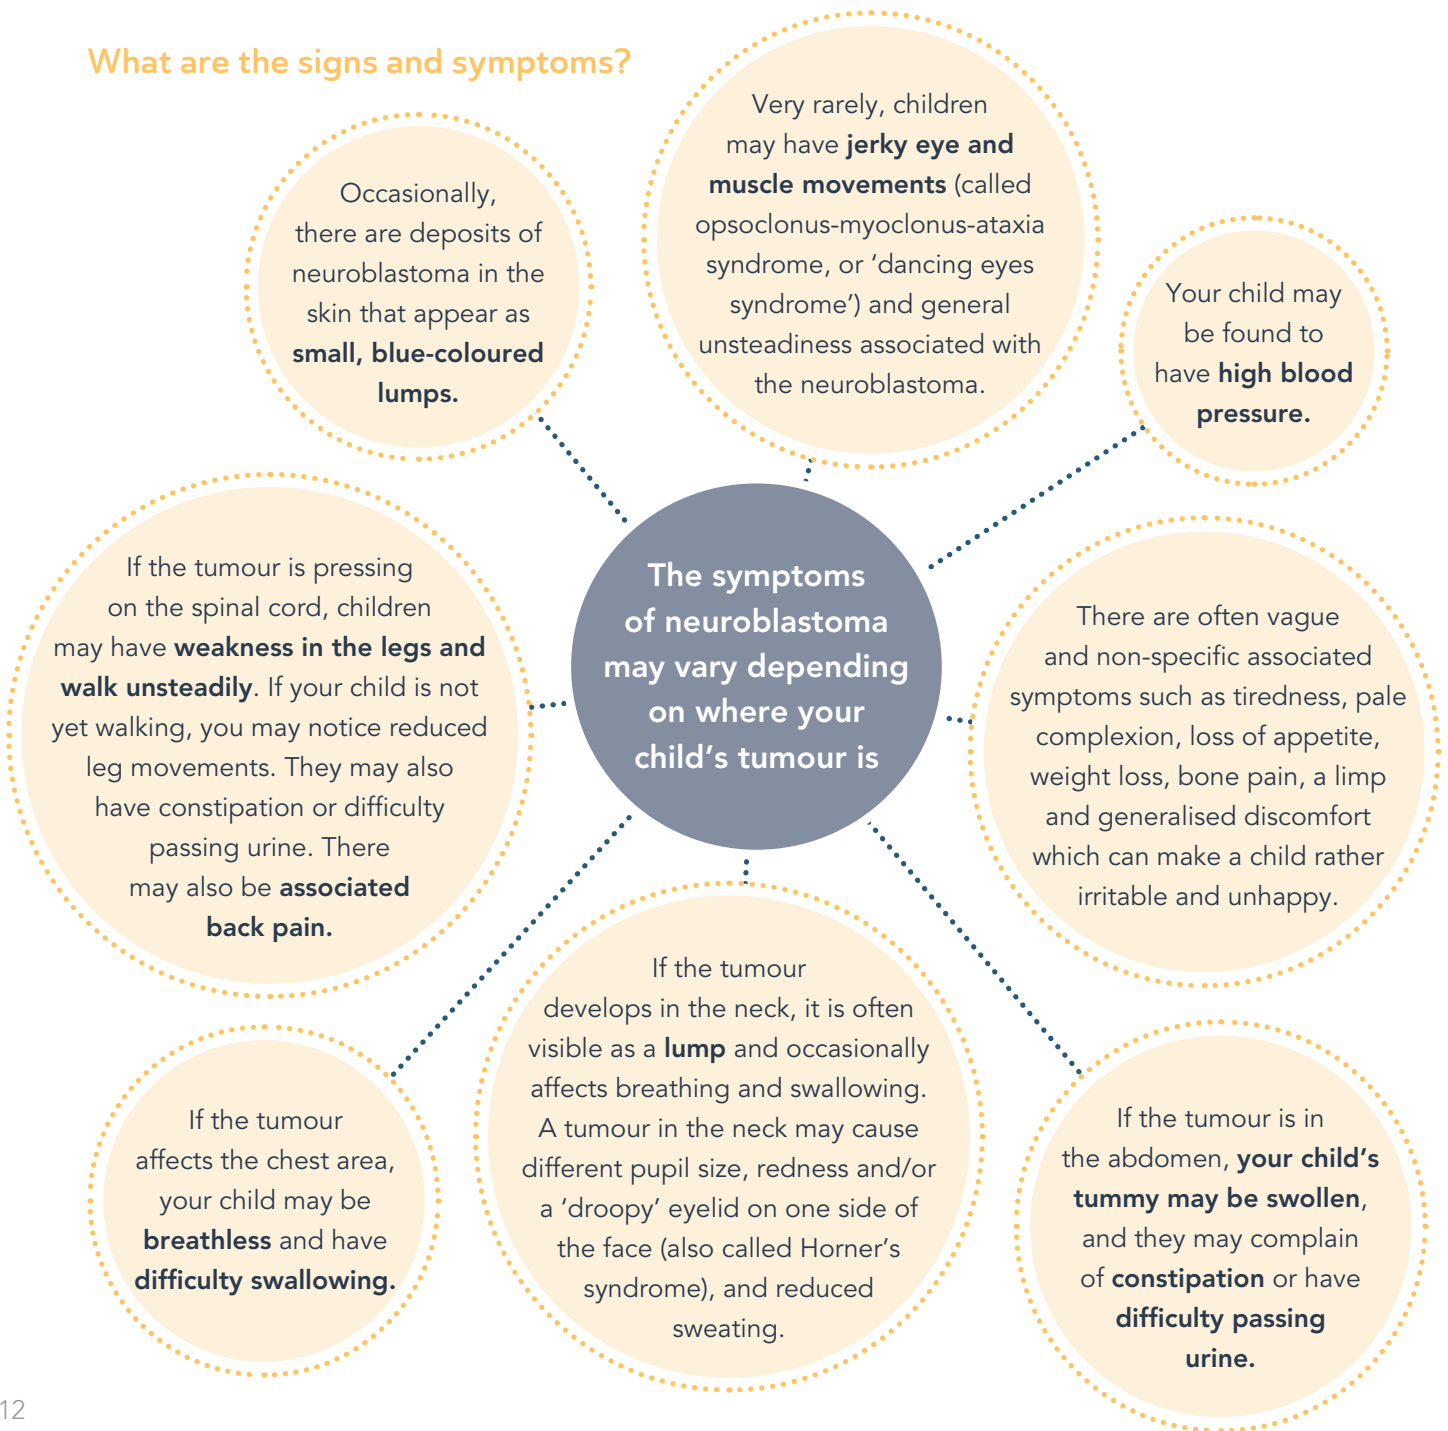 What are the signs and symptoms?
Very rarely, children
may have jerky eye and
muscle movements (called
opsoclonus-myoclonus-ataxia
syndrome, or ‘dancing eyes
syndrome’) and general
unsteadiness associated with
the neuroblastoma.
Occasionally,
there are deposits of
neuroblastoma in the
skin that appear as
small, blue-coloured
lumps.
Your child may
be found to
have high blood
pressure.
The symptoms
of neuroblastoma
may vary depending
on where your
child’s tumour is
If the tumour is pressing
on the spinal cord, children
may have weakness in the legs and
walk unsteadily. If your child is not
yet walking, you may notice reduced
leg movements. They may also
have constipation or difficulty
passing urine. There
may also be associated
back pain.
There are often vague
and non-specific associated
symptoms such as tiredness, pale
complexion, loss of appetite,
weight loss, bone pain, a limp
and generalised discomfort
which can make a child rather
irritable and unhappy.
If the tumour
affects the chest area,
your child may be
breathless and have
difficulty swallowing.
If the tumour
develops in the neck, it is often
visible as a lump and occasionally
affects breathing and swallowing.
A tumour in the neck may cause
different pupil size, redness and/or
a ‘droopy’ eyelid on one side of
the face (also called Horner’s
syndrome), and reduced
sweating.
If the tumour is in
the abdomen, your child’s
tummy may be swollen,
and they may complain
of constipation or have
difficulty passing
urine.
12